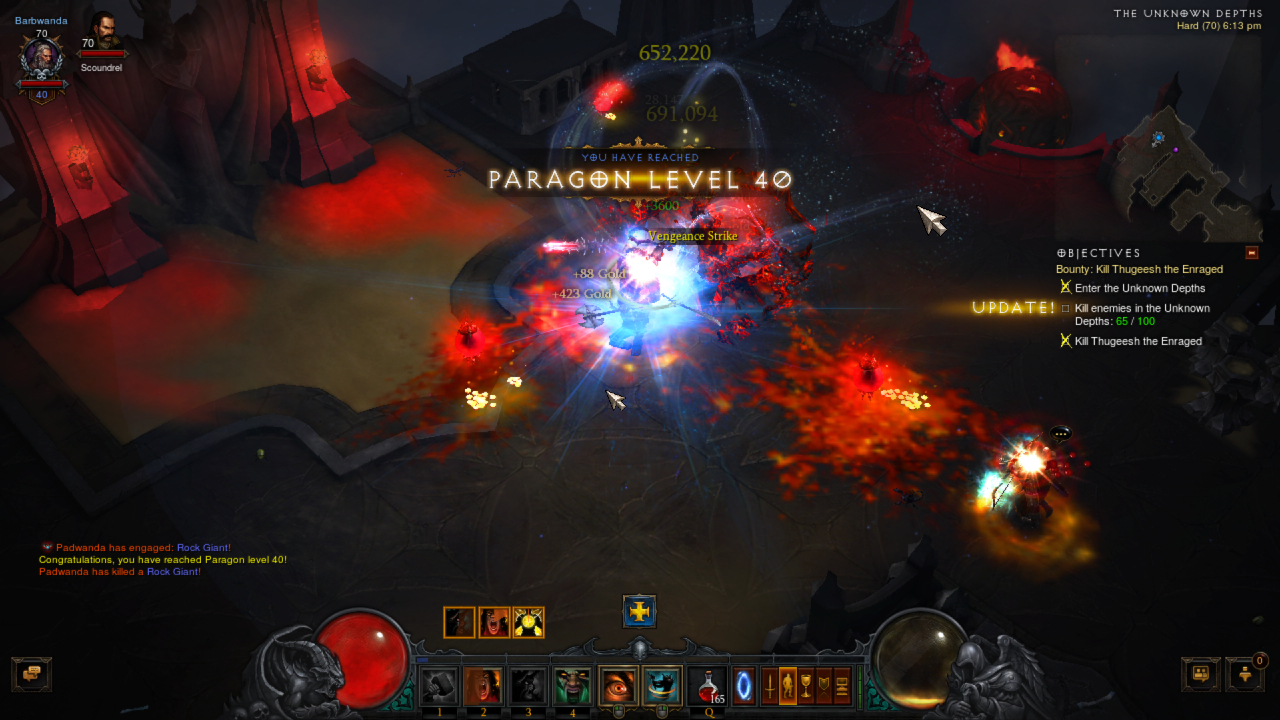 Barbwanda
70
70
Scoundrel
40
THE UNKNOWN DEPTHS
Hard (70) 6:13 pm
652,220
691,094
YOU HAVE REACHED
PARAGON LEVEL 40
+3600
Vengeance Strike
+88 Gold
+423 Gold
OBJECTIVES
Bounty: Kill Thugeesh the Enraged
Enter the Unknown Depths
UPDATE!
Kill enemies in the Unknown
Depths: 65 / 100
Kill Thugeesh the Enraged
Padwanda has engaged: Rock Giant!
Congratulations, you have reached Paragon level 40!
Padwanda has killed a Rock Giant!
165
1
2
3
4
Q
0